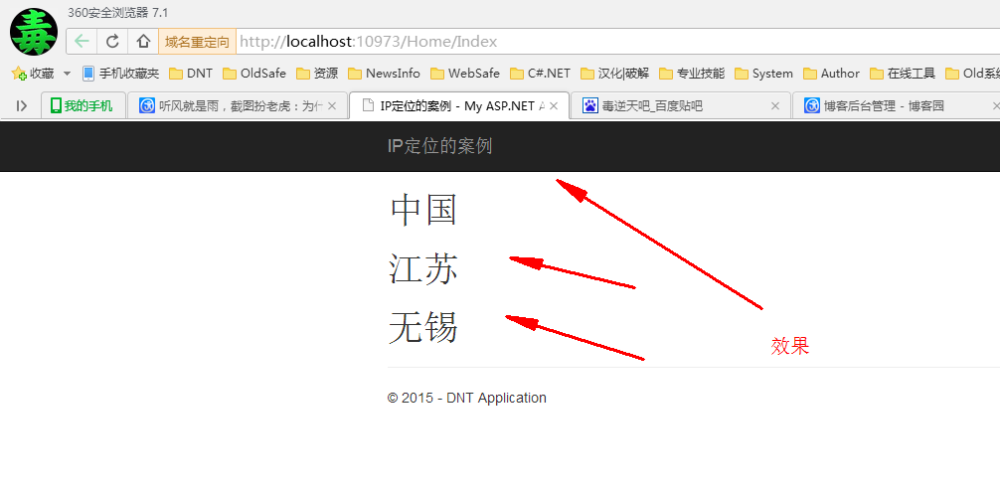 毒
360安全浏览器 7.1
域名重定向 http://localhost:10973/Home/Index
收藏 手机收藏夹 DNT OldSafe 资源 NewsInfo WebSafe C#.NET 汉化|破解 专业技能 System Author 在线工具 Old系
我的手机 听风就是雨，截图扮老虎：为什 IP定位的案例 - My ASP.NET A 毒逆天吧_百度贴吧 博客后台管理 - 博客园
IP定位的案例
中国
江苏
无锡
效果
© 2015 - DNT Application